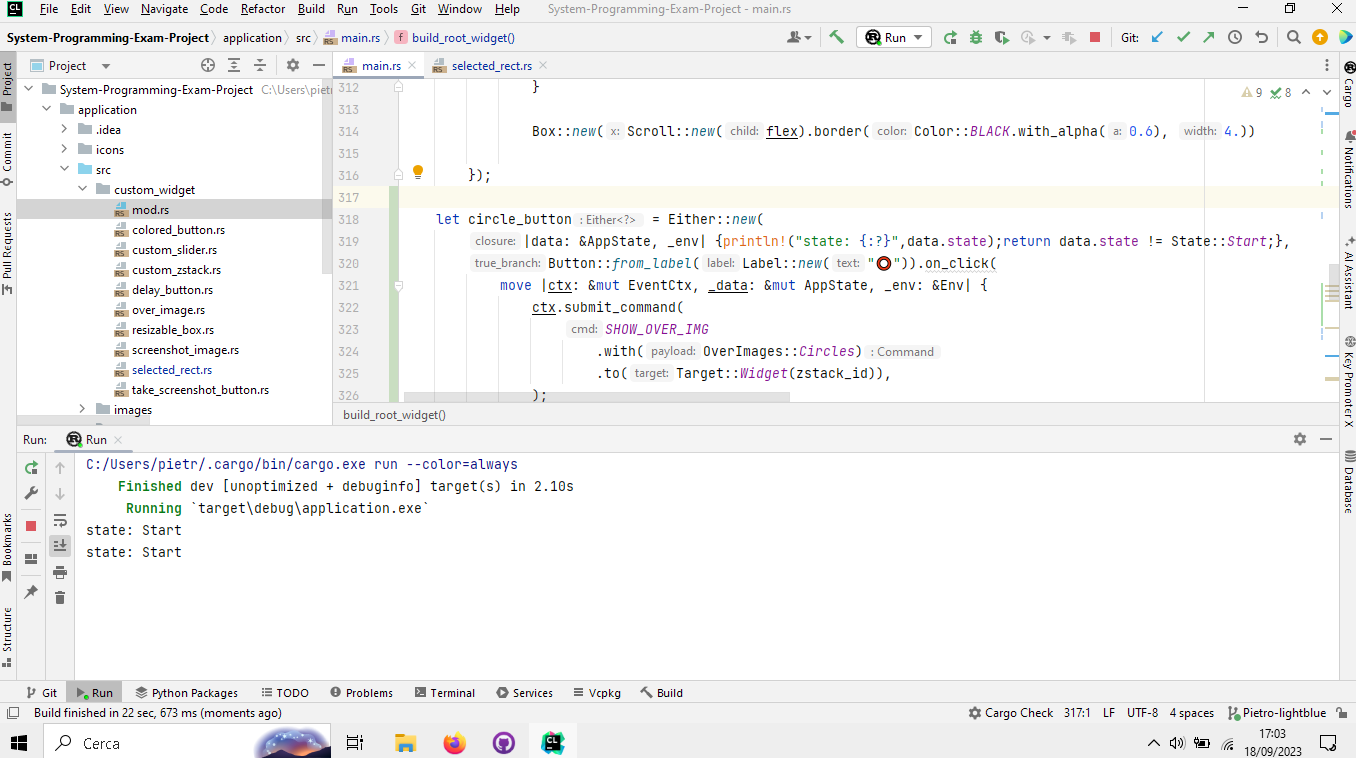 File Edit View Navigate Code Refactor Build Run Tools Git Window Help System-Programming-Exam-Project - main.rs
System-Programming-Exam-Project application src main.rs f build_root_widget() Run Git:
Project
main.rs selected_rect.rs
System-Programming-Exam-Project C:\Users\pietr
application
.idea
icons
src
custom_widget
mod.rs
colored_button.rs
custom_slider.rs
custom_zstack.rs
delay_button.rs
over_image.rs
resizable_box.rs
screenshot_image.rs
selected_rect.rs
take_screenshot_button.rs
images
9 8
312 }
313
314 Box::new( x: Scroll::new( child: flex).border( color: Color::BLACK.with_alpha( a: 0.6), width: 4.))
315
316 });
317
318 let circle_button : Either<?> = Either::new(
319 closure: |data: &AppState, _env| {println!("state: {:?}",data.state);return data.state != State::Start;},
320 true_branch: Button::from_label( label: Label::new( text: "⭕")).on_click(
321 move |ctx: &mut EventCtx, _data: &mut AppState, _env: &Env| {
322 ctx.submit_command(
323 cmd: SHOW_OVER_IMG
324 .with( payload: OverImages::Circles) : Command
325 .to( target: Target::Widget(zstack_id)),
326 );
build_root_widget()
Project
Commit
Pull Requests
Bookmarks
Structure
Cargo
Notifications
AI Assistant
Key Promoter X
Database
Run: Run
C:/Users/pietr/.cargo/bin/cargo.exe run --color=always
Finished dev [unoptimized + debuginfo] target(s) in 2.10s
Running `target\debug\application.exe`
state: Start
state: Start
Git Run Python Packages TODO Problems Terminal Services Vcpkg Build
Build finished in 22 sec, 673 ms (moments ago) Cargo Check 317:1 LF UTF-8 4 spaces Pietro-lightblue
Cerca
17:03
18/09/2023